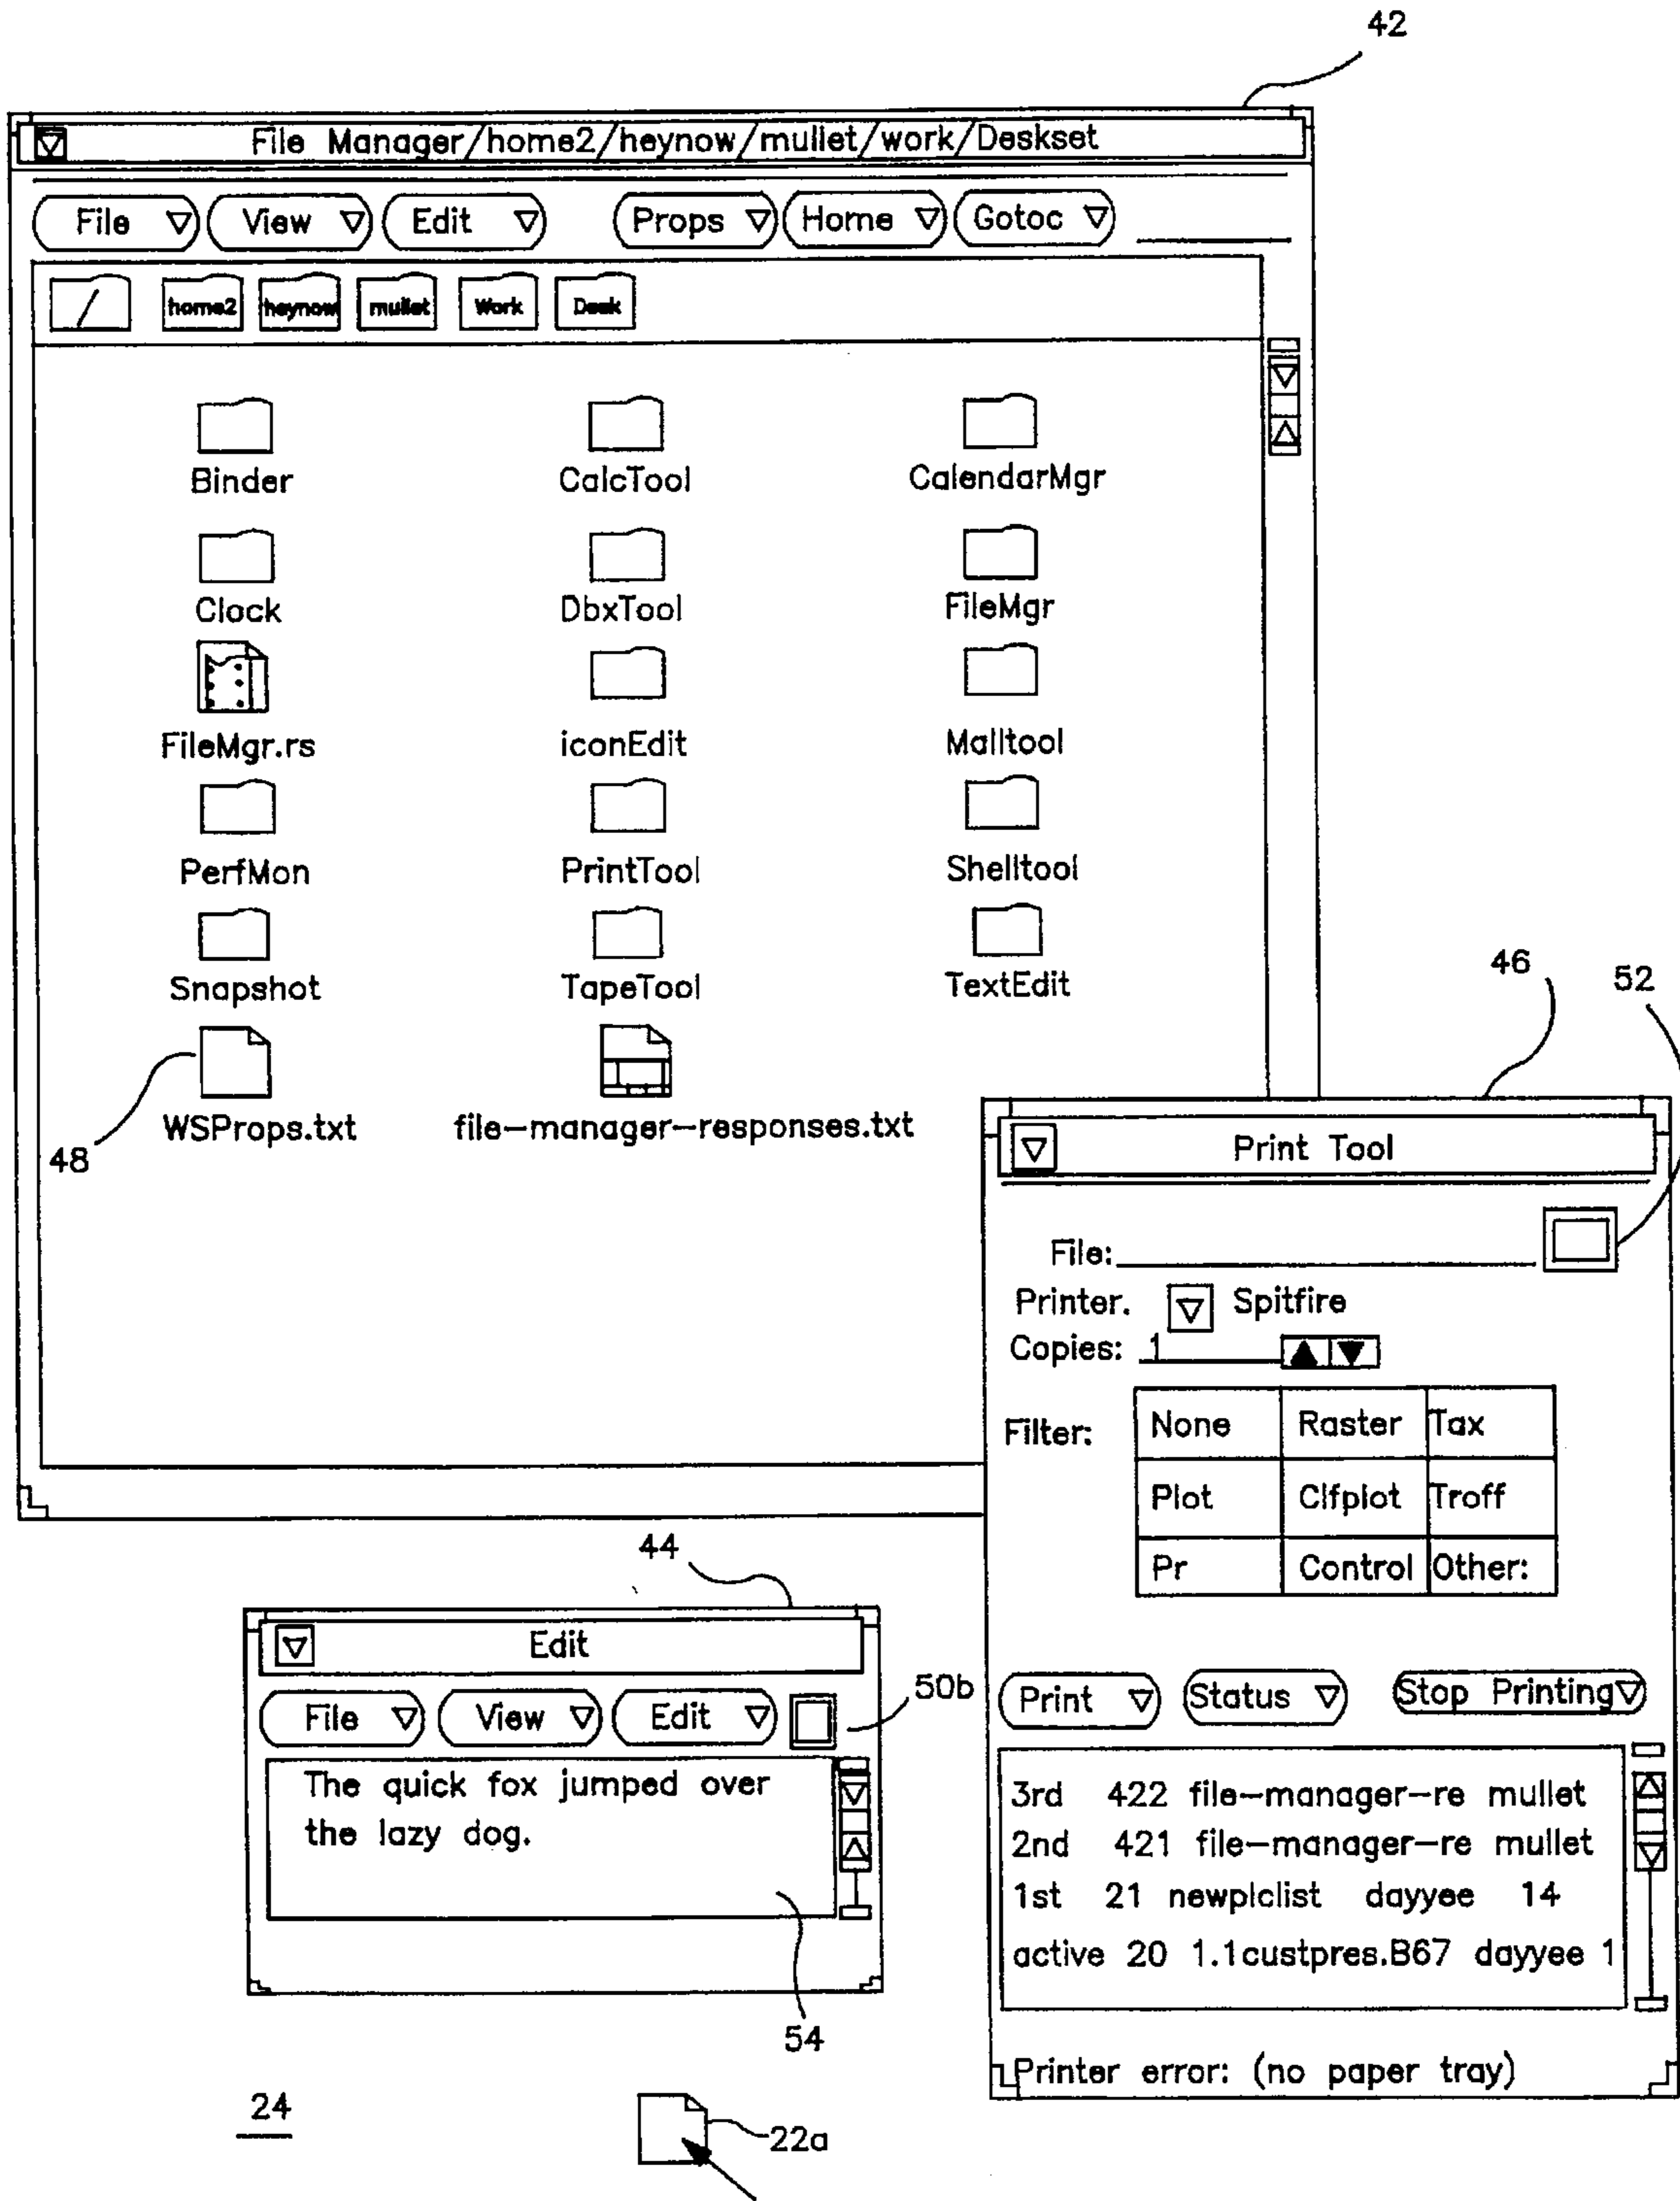 42
File Manager/home2/heynow/mullet/work/Deskset
File View Edit Props Home Gotoc
/ home2 heynow mullet Work Desk
Binder CalcTool CalendarMgr
Clock DbxTool FileMgr
FileMgr.rs iconEdit Malltool
PerfMon PrintTool Shelltool
Snapshot TapeTool TextEdit
48
WSProps.txt file-manager-responses.txt
46
52
Print Tool
File:
Printer. Spitfire
Copies: 1
Filter:
None Raster Tax
Plot Clfplot Troff
Pr Control Other:
Print Status Stop Printing
3rd 422 file-manager-re mullet
2nd 421 file-manager-re mullet
1st 21 newplclist dayyee 14
active 20 1.1custpres.B67 dayyee 1
Printer error: (no paper tray)
44
Edit
File View Edit
50b
The quick fox jumped over
the lazy dog.
54
24
22a